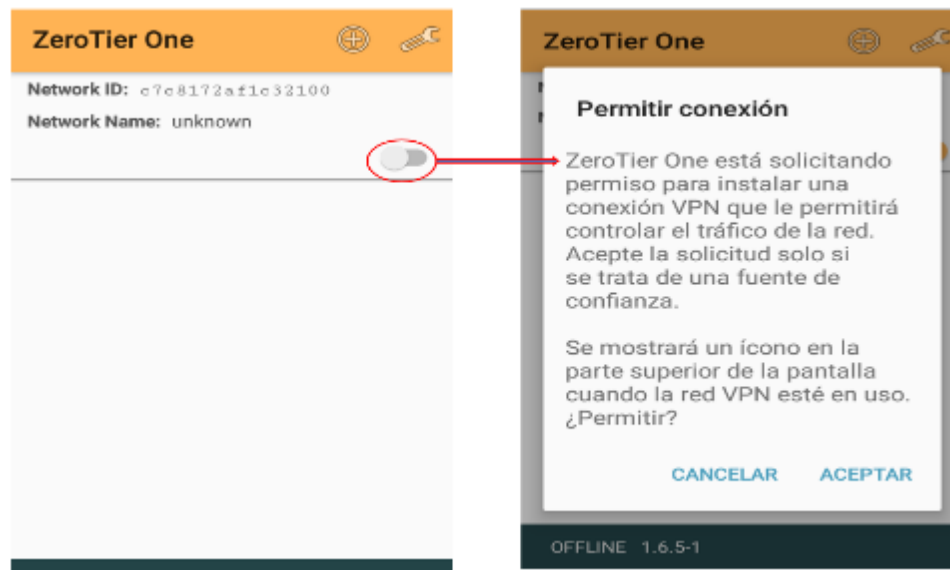 ZeroTier One
Network ID: c7c8172af1c32100
Network Name: unknown
ZeroTier One
Permitir conexión
ZeroTier One está solicitando
permiso para instalar una
conexión VPN que le permitirá
controlar el tráfico de la red.
Acepte la solicitud solo si
se trata de una fuente de
confianza.
Se mostrará un ícono en la
parte superior de la pantalla
cuando la red VPN esté en uso.
¿Permitir?
CANCELAR ACEPTAR
OFFLINE 1.6.5-1